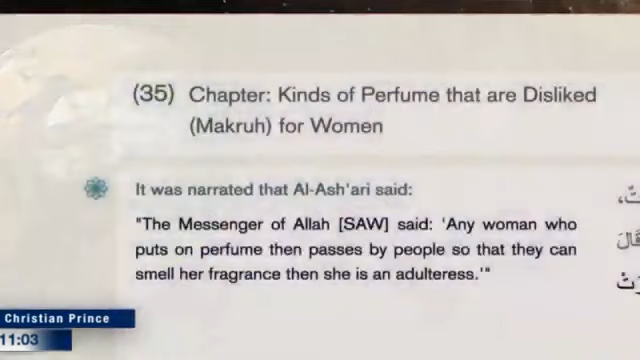 (35) Chapter: Kinds of Perfume that are Disliked
(Makruh) for Women
It was narrated that Al-Ash'ari said:
"The Messenger of Allah [SAW] said: 'Any woman who
puts on perfume then passes by people so that they can
smell her fragrance then she is an adulteress.'"
قَالَ
Christian Prince
11:03